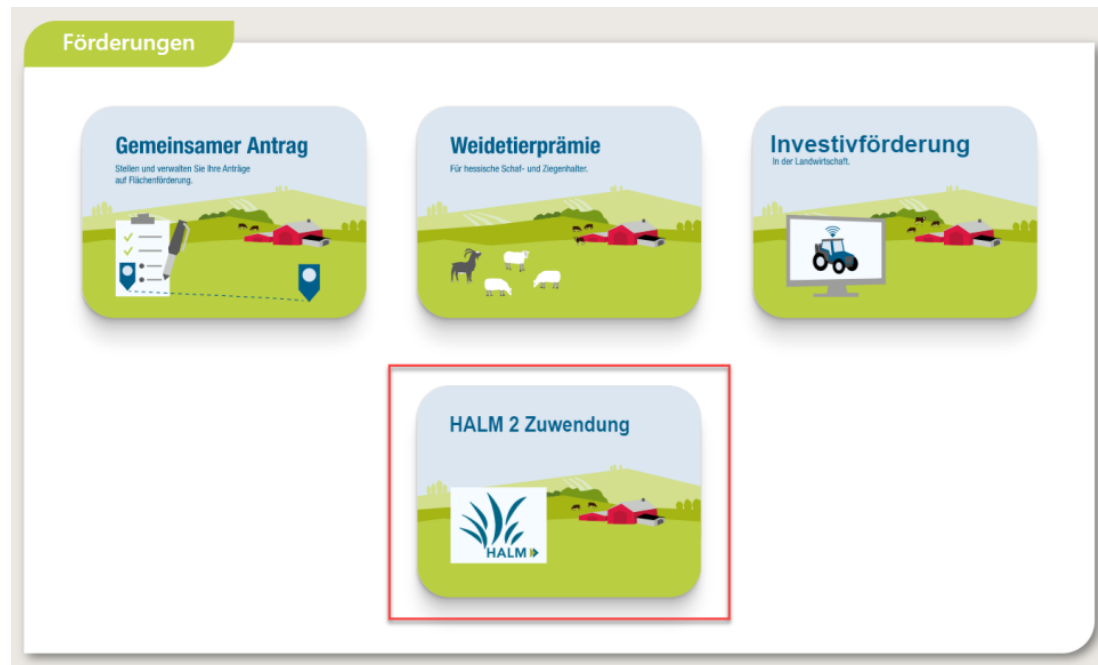 Förderungen
Gemeinsamer Antrag
Stellen und verwalten Sie Ihre Anträge
auf Flächenförderung.
Weidetierprämie
Für hessische Schaf- und Ziegenhalter.
Investivförderung
In der Landwirtschaft.
HALM 2 Zuwendung
HALM